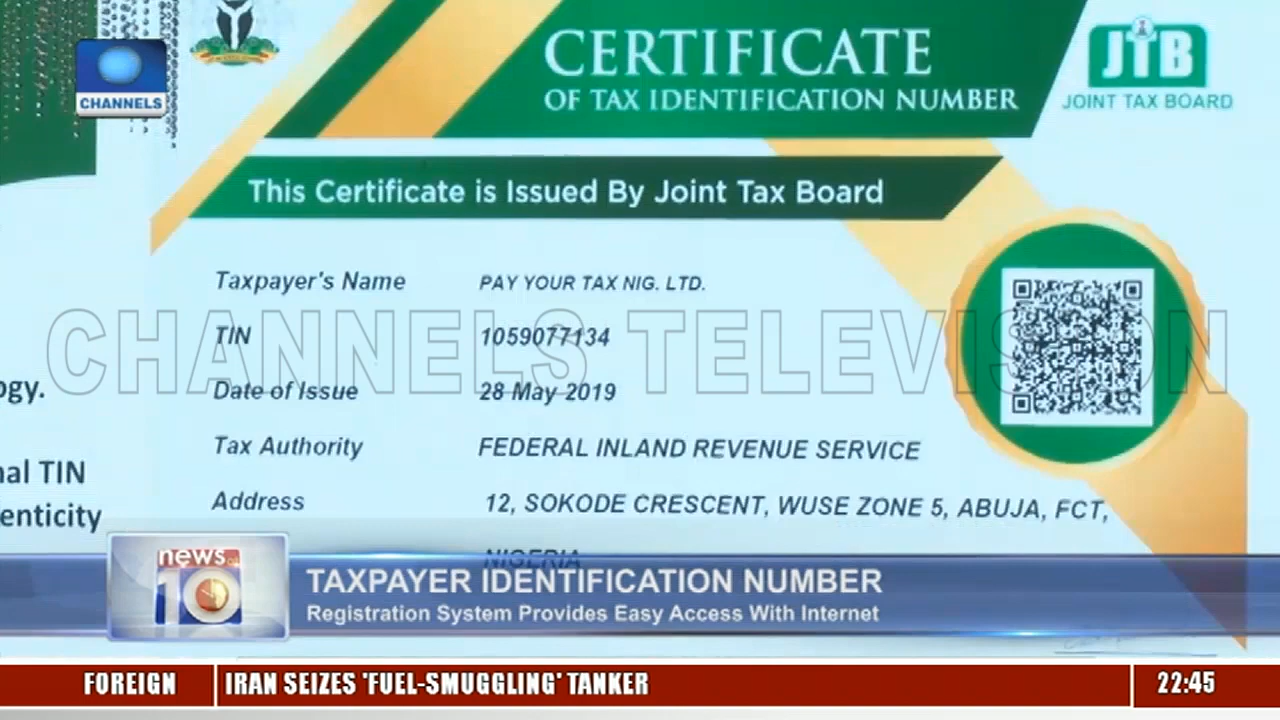 CHANNELS
CERTIFICATE
OF TAX IDENTIFICATION NUMBER
JTB
JOINT TAX BOARD
This Certificate is Issued By Joint Tax Board
Taxpayer's Name PAY YOUR TAX NIG. LTD.
TIN 1059077134
CHANNELS TELEVISION
Date of Issue 28 May 2019
Tax Authority FEDERAL INLAND REVENUE SERVICE
Address 12, SOKODE CRESCENT, WUSE ZONE 5, ABUJA, FCT,
NIGERIA
ogy.
nal TIN
enticity
news at
10
TAXPAYER IDENTIFICATION NUMBER
Registration System Provides Easy Access With Internet
FOREIGN IRAN SEIZES 'FUEL-SMUGGLING' TANKER 22:45